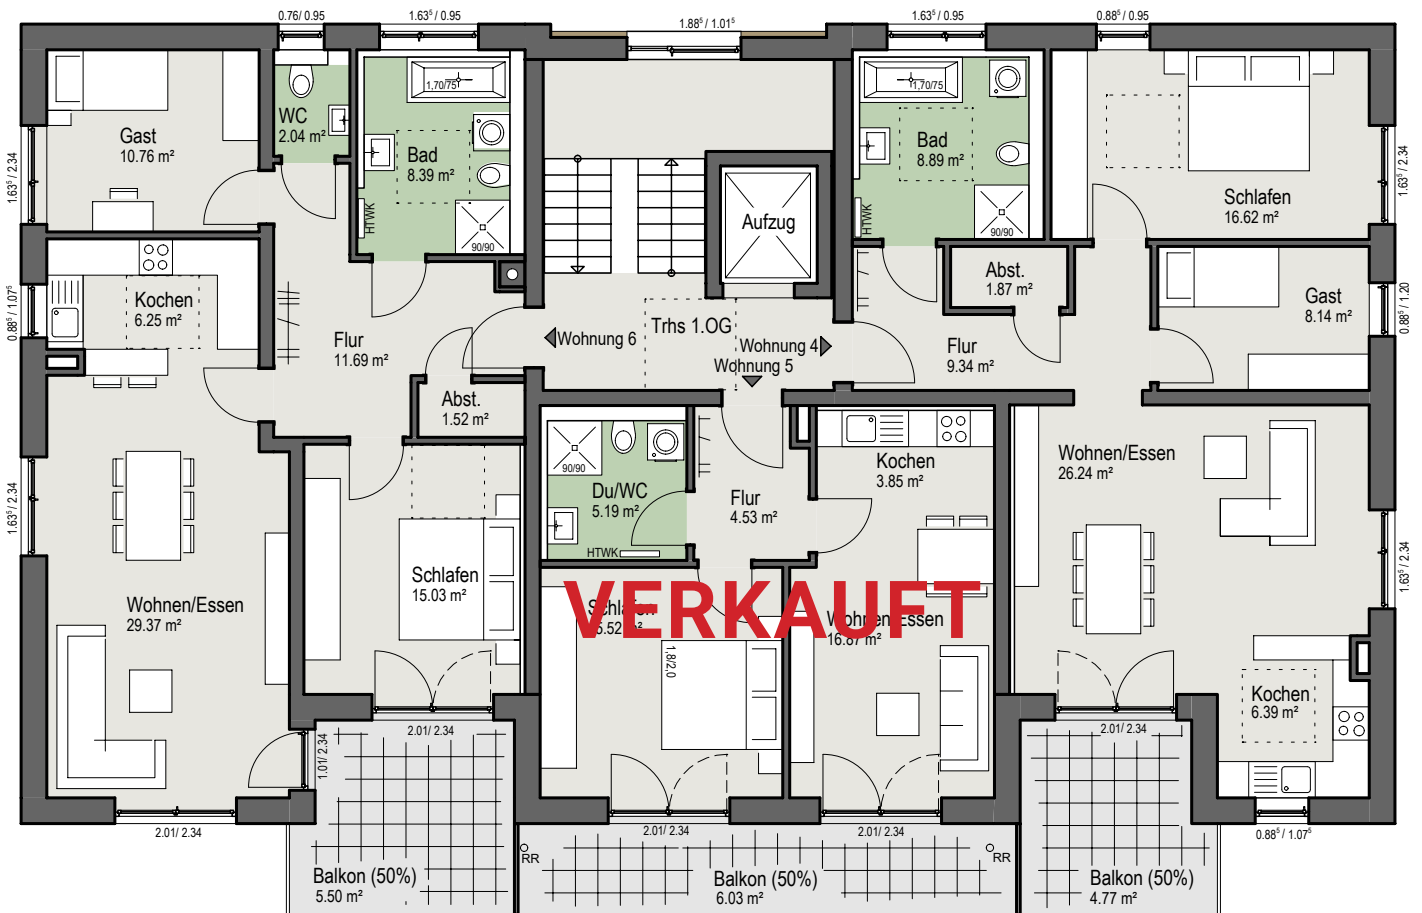 0.76 / 0.95
1.63⁵ / 0.95
1.88⁵ / 1.01⁵
1.63⁵ / 0.95
0.88⁵ / 0.95
Gast
10.76 m²
WC
2.04 m²
1,70/75
Bad
8.39 m²
HTWK
90/90
Aufzug
1,70/75
Bad
8.89 m²
HTWK
90/90
Schlafen
16.62 m²
1.63⁵ / 2.34
1.63⁵ / 2.34
Kochen
6.25 m²
0.88⁵ / 1.07⁵
Flur
11.69 m²
Abst.
1.52 m²
Wohnung 6
Trhs 1.OG
Wohnung 4
Wohnung 5
Flur
9.34 m²
Abst.
1.87 m²
Gast
8.14 m²
0.88⁵ / 1.20
1.63⁵ / 2.34
Wohnen/Essen
29.37 m²
Schlafen
15.03 m²
90/90
Du/WC
5.19 m²
HTWK
Flur
4.53 m²
Kochen
3.85 m²
Wohnen/Essen
26.24 m²
1.63⁵ / 2.34
VERKAUFT
Schlafen
1,8/2,0
Wohnen/Essen
16.87 m²
Kochen
6.39 m²
1.01/ 2.34
2.01/ 2.34
2.01/ 2.34
2.01/ 2.34
2.01/ 2.34
2.01/ 2.34
0.88⁵ / 1.07⁵
RR
RR
Balkon (50%)
5.50 m²
Balkon (50%)
6.03 m²
Balkon (50%)
4.77 m²